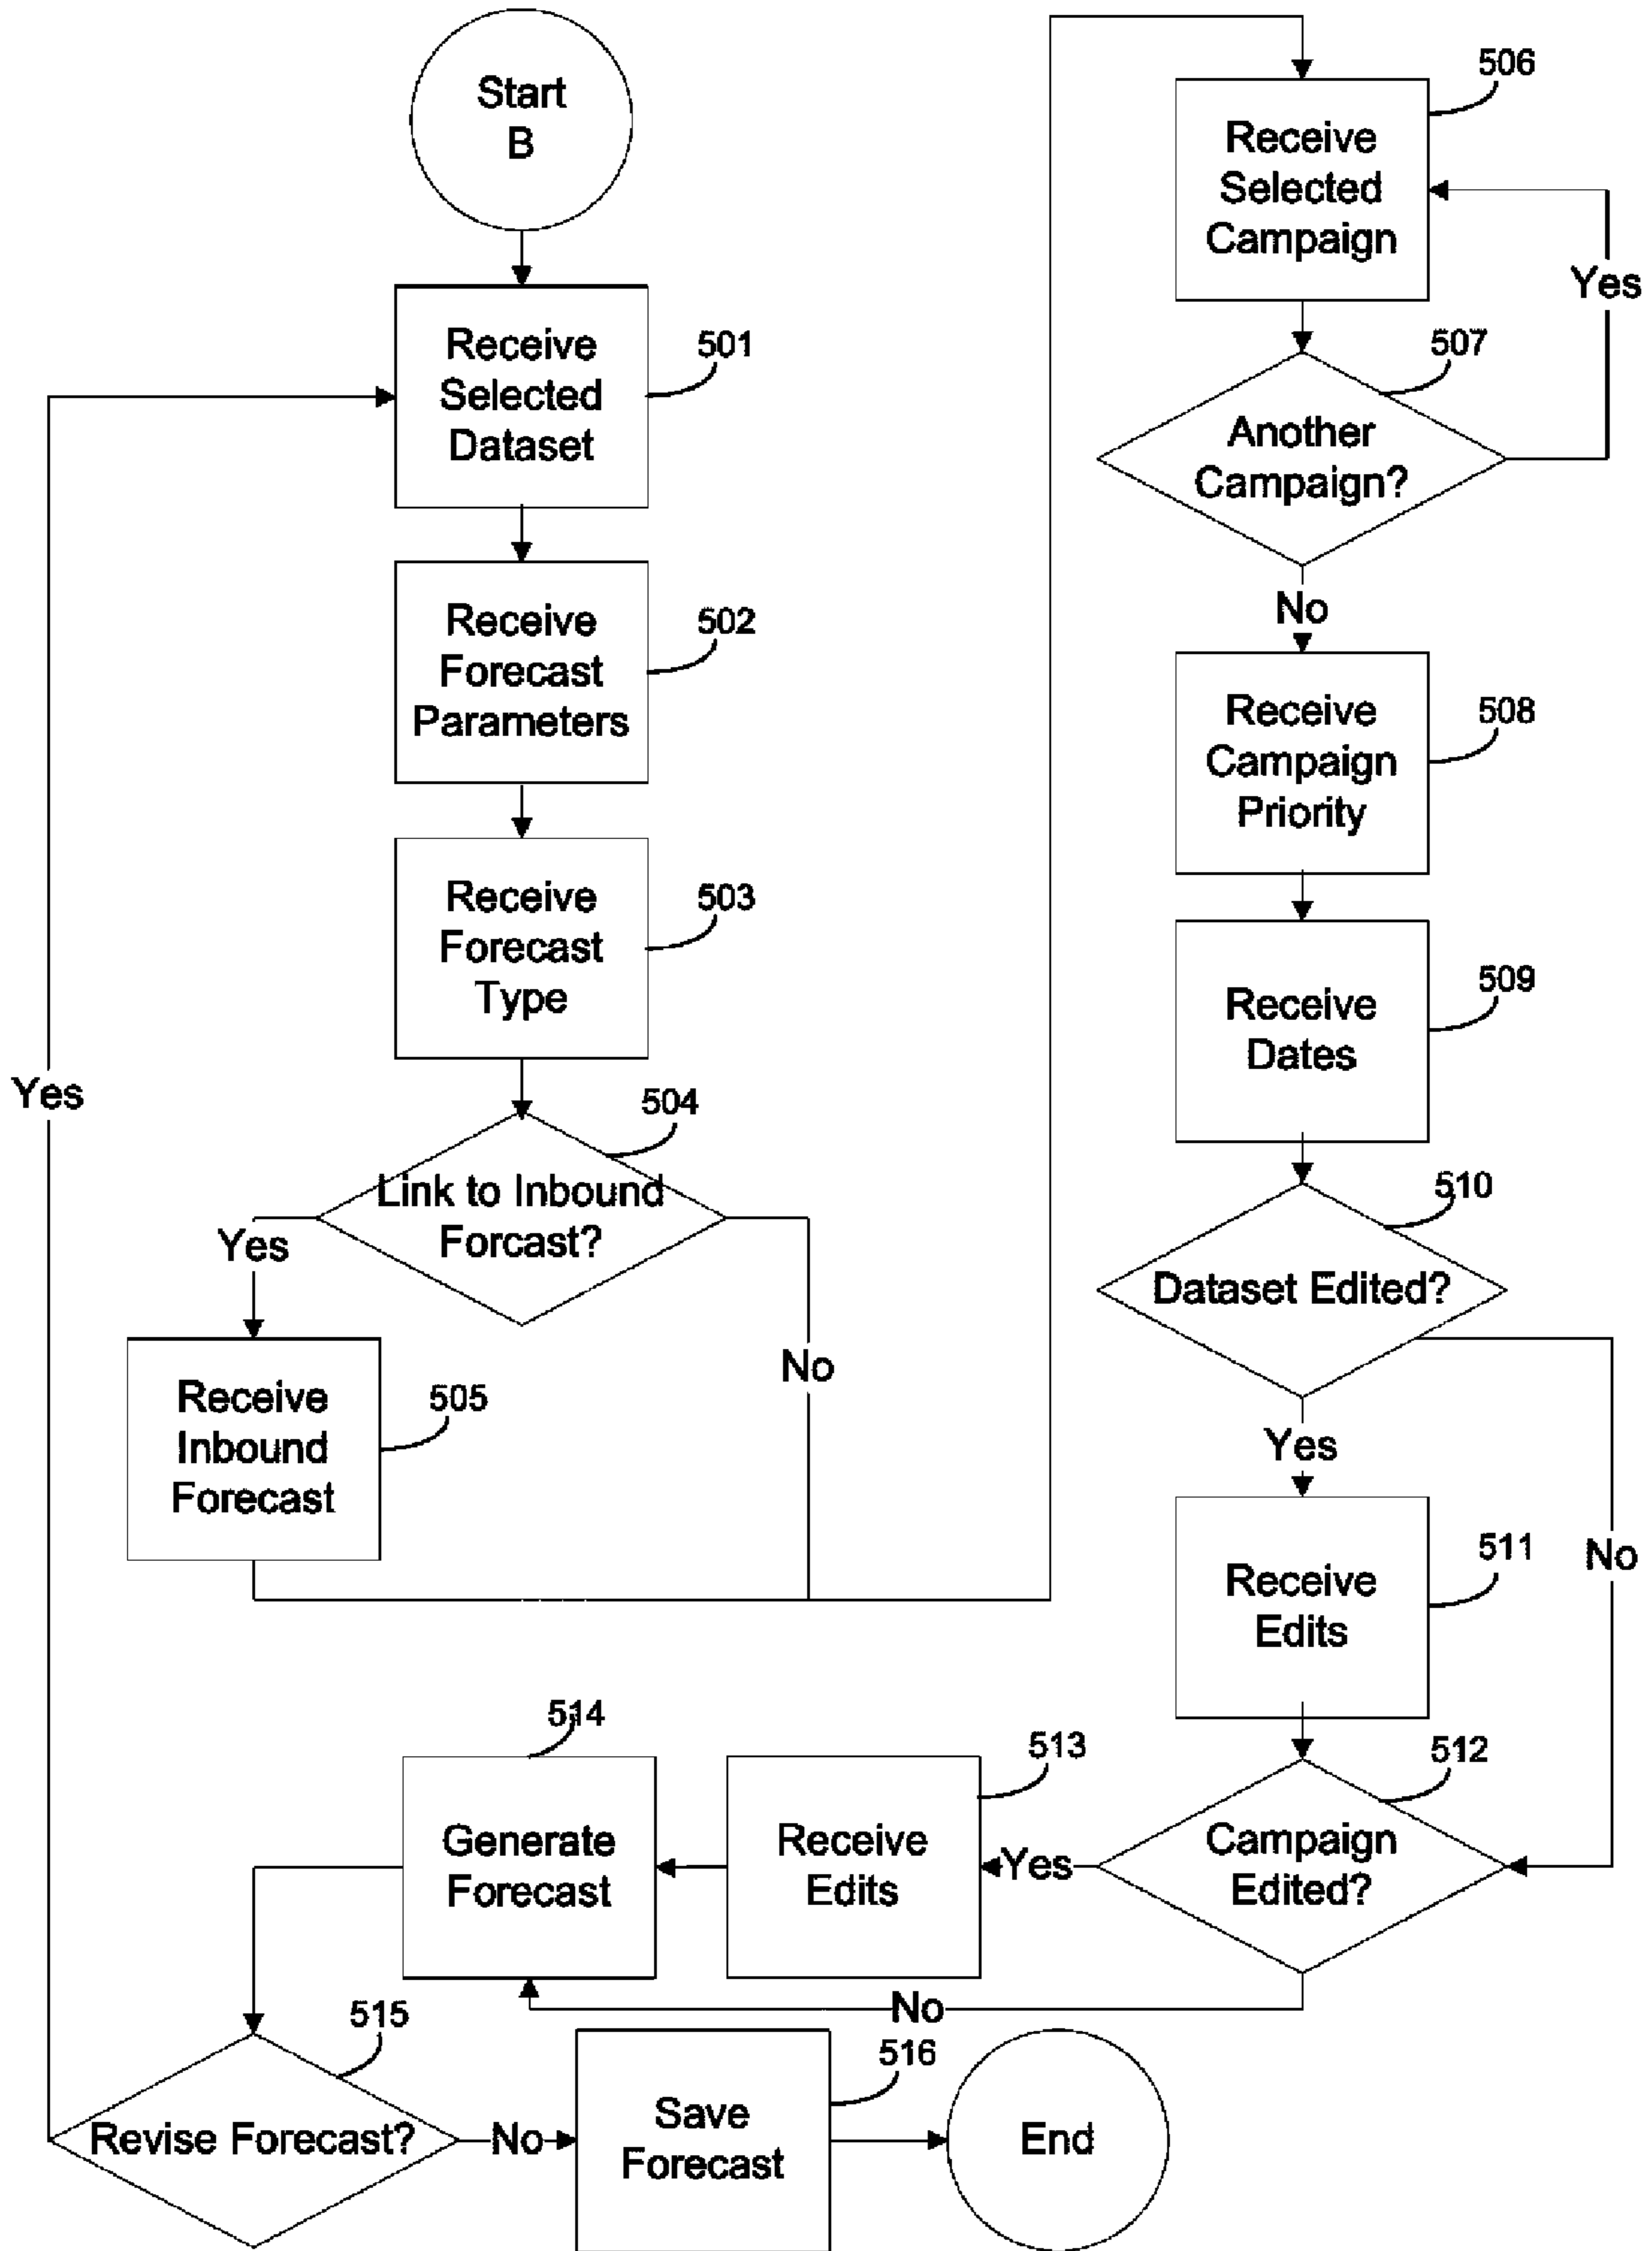 Start
B
Receive
Selected
Dataset
501
Receive
Forecast
Parameters
502
Receive
Forecast
Type
503
Link to Inbound
Forcast?
504
Yes
No
Receive
Inbound
Forecast
505
Receive
Selected
Campaign
506
Another
Campaign?
507
Yes
No
Receive
Campaign
Priority
508
Receive
Dates
509
Dataset Edited?
510
Yes
No
Receive
Edits
511
Campaign
Edited?
512
Yes
No
Receive
Edits
513
Generate
Forecast
514
Revise Forecast?
515
Yes
No
Save
Forecast
516
End